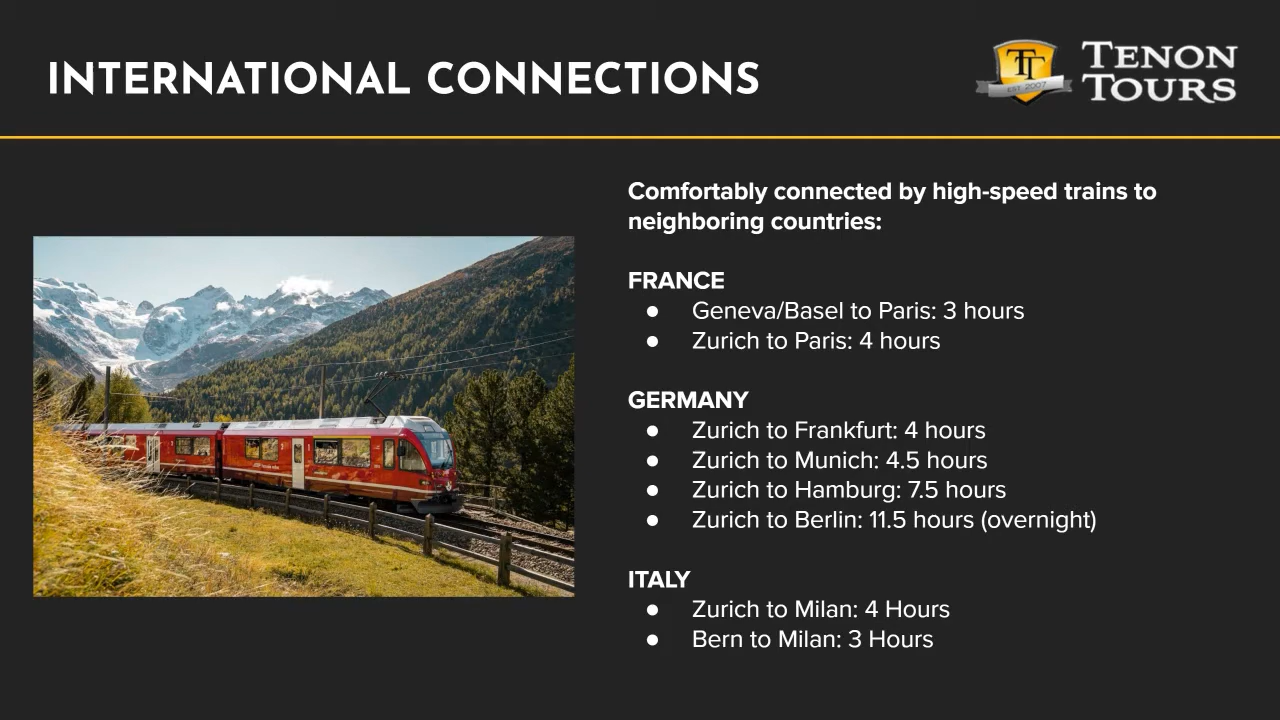 INTERNATIONAL CONNECTIONS
TT
EST. 2007
TENON
TOURS
Comfortably connected by high-speed trains to
neighboring countries:
FRANCE
● Geneva/Basel to Paris: 3 hours
● Zurich to Paris: 4 hours
GERMANY
● Zurich to Frankfurt: 4 hours
● Zurich to Munich: 4.5 hours
● Zurich to Hamburg: 7.5 hours
● Zurich to Berlin: 11.5 hours (overnight)
ITALY
● Zurich to Milan: 4 Hours
● Bern to Milan: 3 Hours